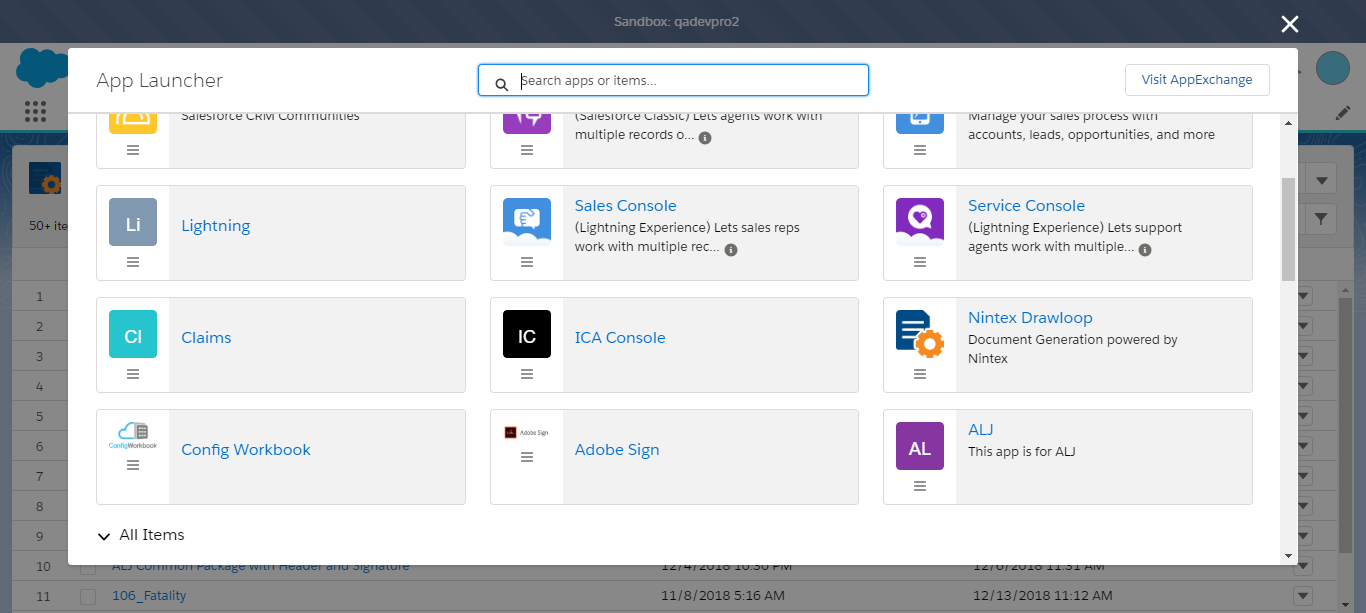 Sandbox: qadevpro2
App Launcher
Search apps or items...
Visit AppExchange
Salesforce CRM Communities
(Salesforce Classic) Lets agents work with
multiple records o...
Manage your sales process with
accounts, leads, opportunities, and more
Li
Lightning
Sales Console
(Lightning Experience) Lets sales reps
work with multiple rec...
Service Console
(Lightning Experience) Lets support
agents work with multiple...
Cl
Claims
IC
ICA Console
Nintex Drawloop
Document Generation powered by
Nintex
ConfigWorkbook
Config Workbook
Adobe Sign
Adobe Sign
AL
ALJ
This app is for ALJ
All Items
50+ ite
1
2
3
4
5
6
7
8
9
10 ALJ Common Package with Header and Signature 12/4/2018 10:30 PM 12/6/2018 11:31 AM
11 106_Fatality 11/8/2018 5:16 AM 12/13/2018 11:12 AM